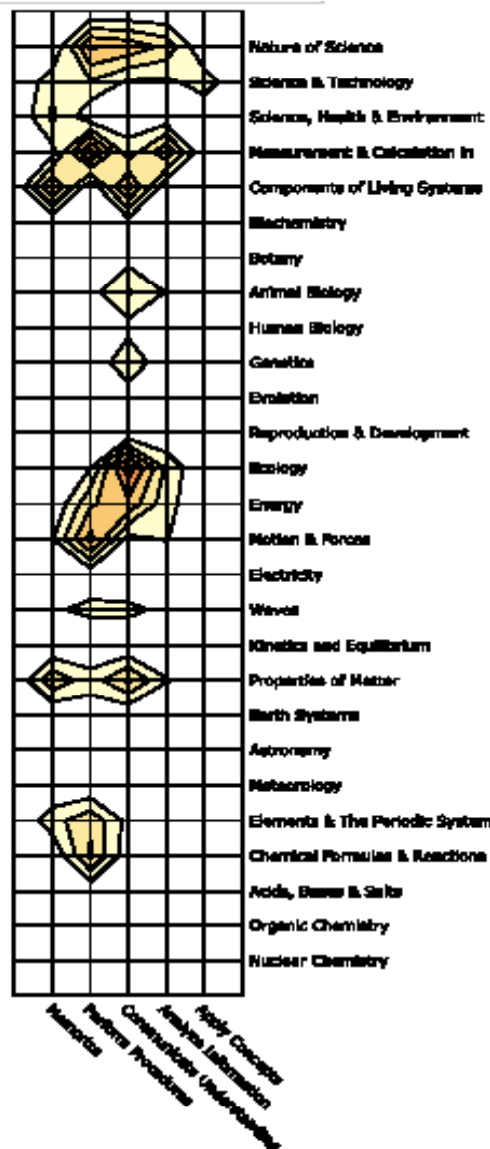 Nature of Science
Science & Technology
Science, Health & Environment
Measurement & Calculation in
Components of Living Systems
Biochemistry
Botany
Animal Biology
Human Biology
Genetics
Evolution
Reproduction & Development
Ecology
Energy
Motion & Forces
Electricity
Waves
Kinetics and Equilibrium
Properties of Matter
Earth Systems
Astronomy
Meteorology
Elements & The Periodic System
Chemical Formulas & Reactions
Acids, Bases & Salts
Organic Chemistry
Nuclear Chemistry
Memorize
Perform Procedures
Communicate Understanding
Analyze Information
Apply Concepts